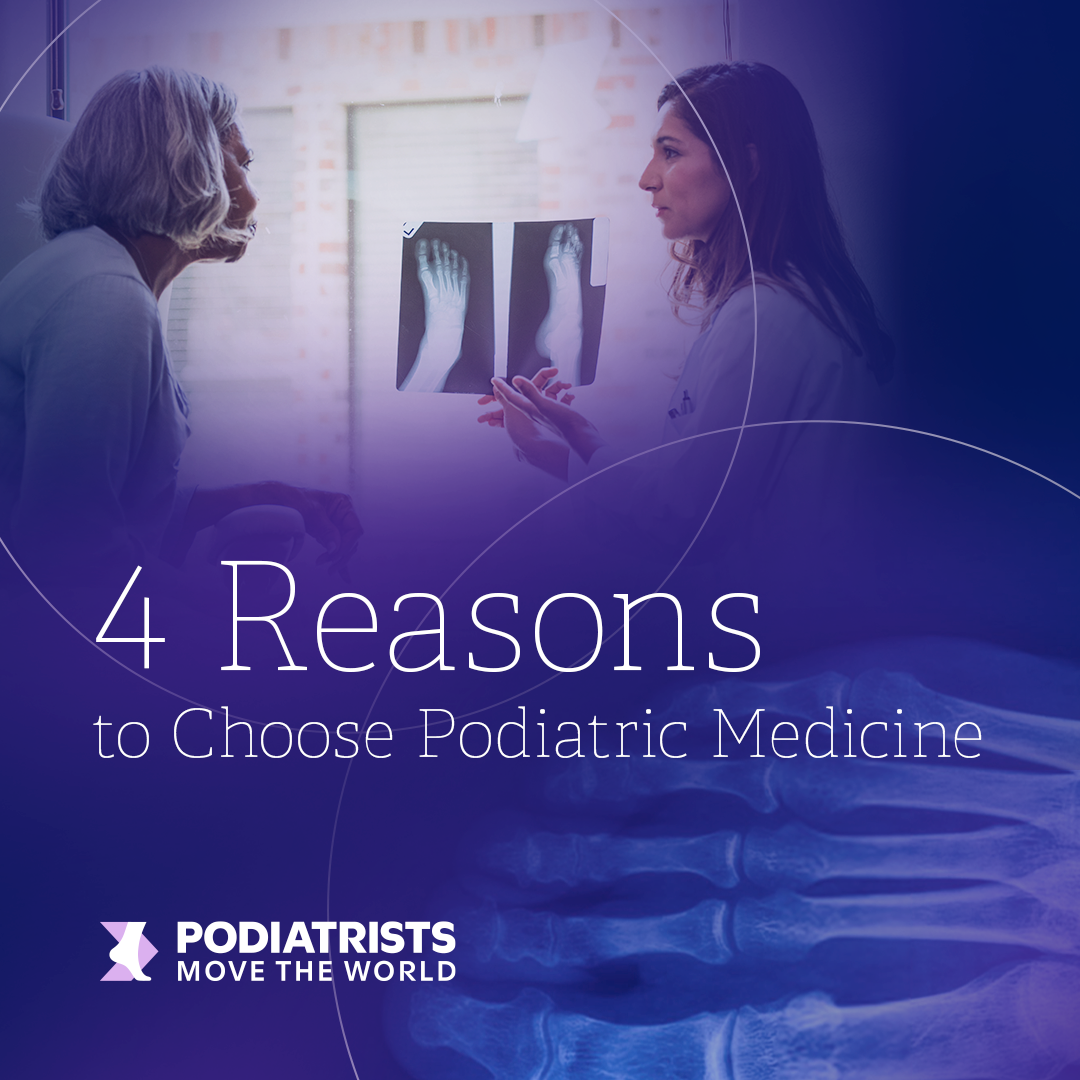 4 Reasons
to Choose Podiatric Medicine
PODIATRISTS
MOVE THE WORLD